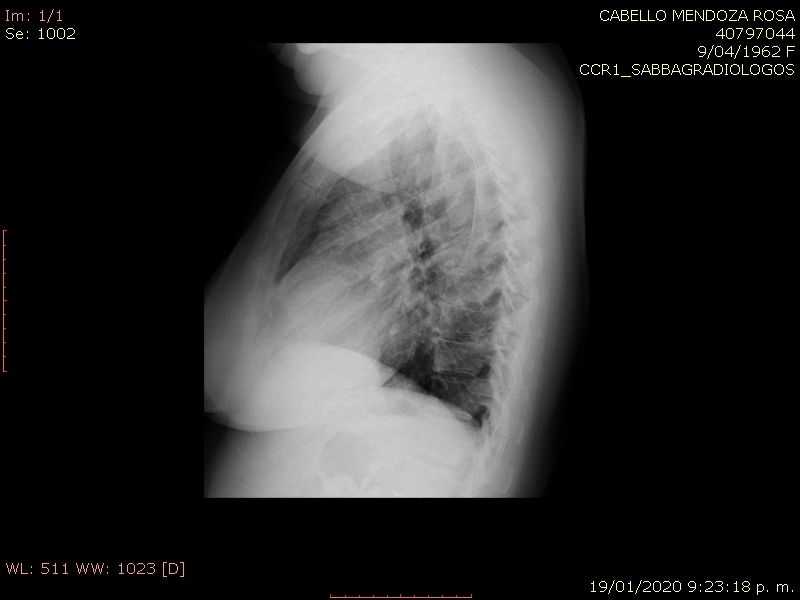 Im: 1/1
Se: 1002
CABELLO MENDOZA ROSA
40797044
9/04/1962 F
CCR1_SABBAGRADIOLOGOS
WL: 511 WW: 1023 [D]
19/01/2020 9:23:18 p. m.